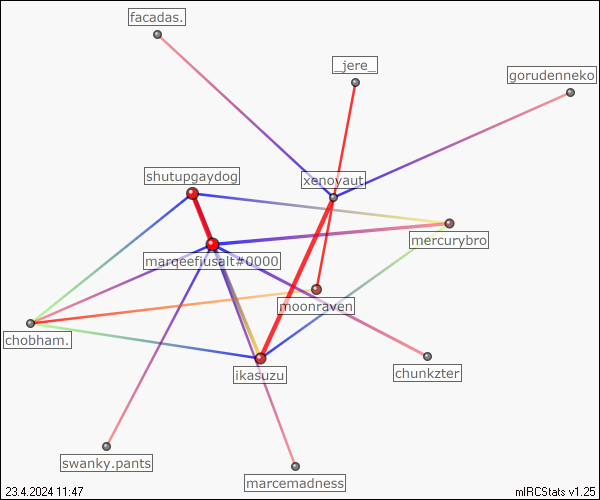 facadas.
_jere_
gorudenneko
shutupgaydog
xenoyaut
mercurybro
marqeefjusalt#0000
moonraven
chobham.
ikasuzu
chunkzter
swanky.pants
marcemadness
23.4.2024 11:47
mIRCStats v1.25